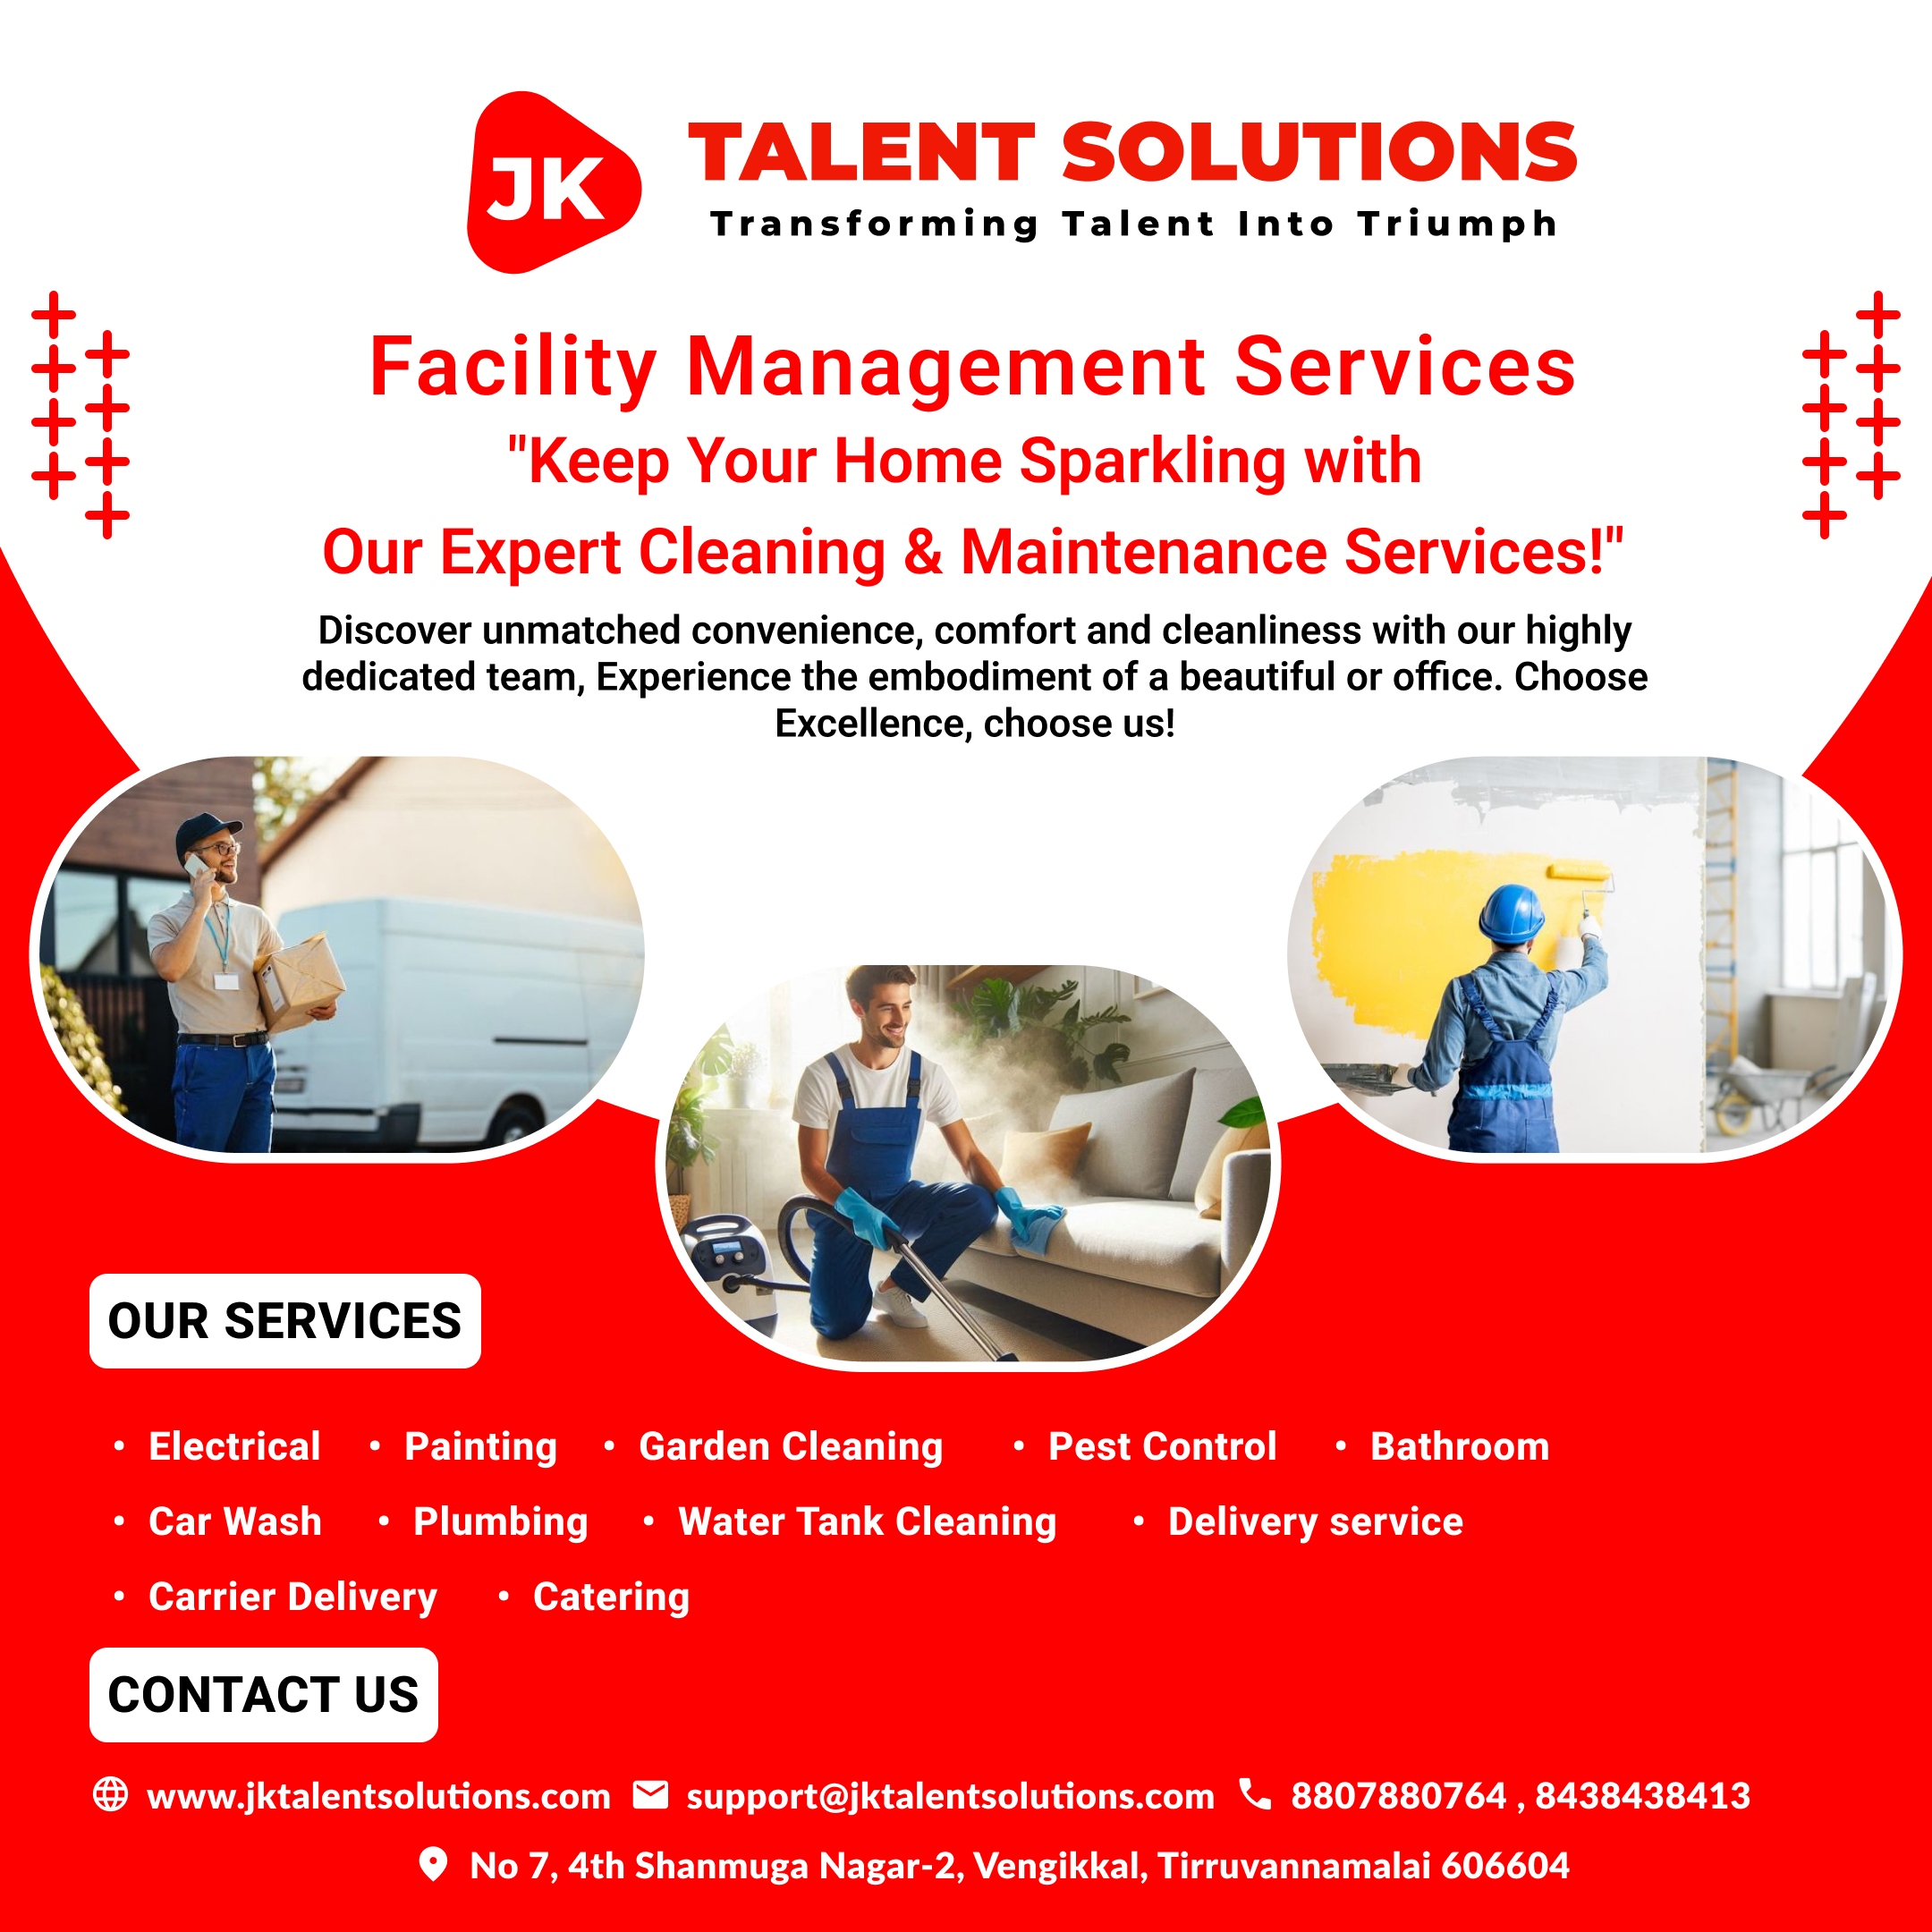 JK
TALENT SOLUTIONS
Transforming Talent Into Triumph
Facility Management Services
"Keep Your Home Sparkling with
Our Expert Cleaning & Maintenance Services!"
Discover unmatched convenience, comfort and cleanliness with our highly
dedicated team, Experience the embodiment of a beautiful or office. Choose
Excellence, choose us!
OUR SERVICES
• Electrical • Painting • Garden Cleaning • Pest Control • Bathroom
• Car Wash • Plumbing • Water Tank Cleaning • Delivery service
• Carrier Delivery • Catering
CONTACT US
www.jktalentsolutions.com support@jktalentsolutions.com 8807880764 , 8438438413
No 7, 4th Shanmuga Nagar-2, Vengikkal, Tirruvannamalai 606604